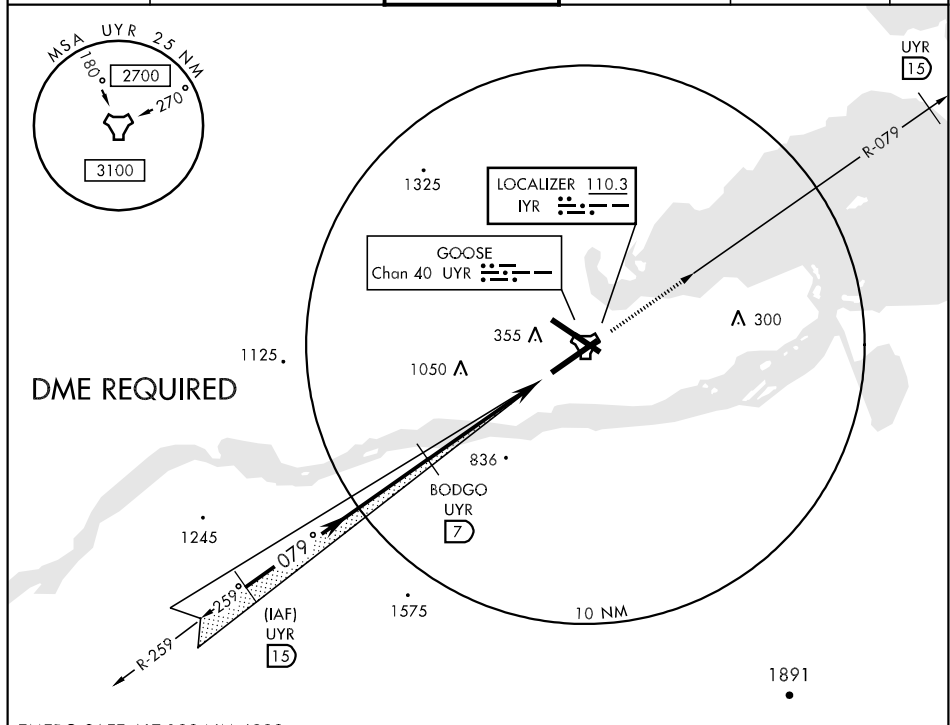 MSA UYR 25 NM
180°
2700
270°
3100
UYR
15
R-079
1325
LOCALIZER 110.3
IYR
GOOSE
Chan 40 UYR
355
300
1125
1050
DME REQUIRED
836
BODGO
UYR
7
1245
079°
259°
(IAF)
UYR
15
1575
10 NM
R-259
1891